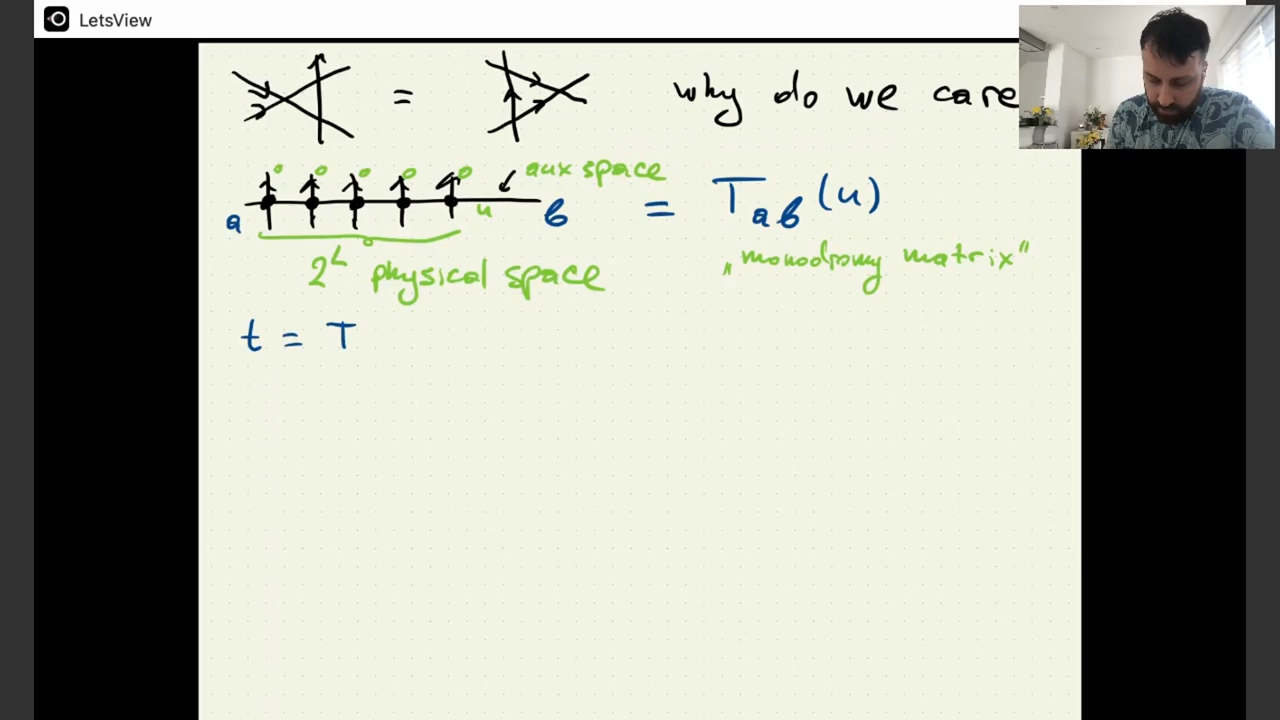 LetsView
= why do we care
o o o o o aux space
a u b = T_ab (u)
2^L physical space „monodromy matrix"
t = T